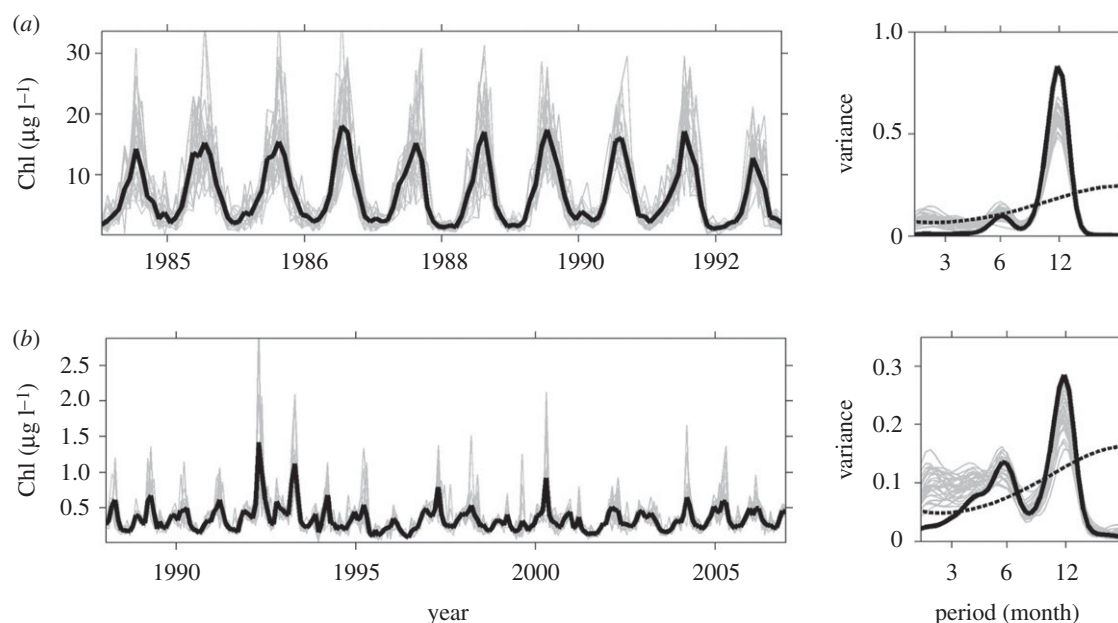 (a)
Chl (µg l⁻¹)
30
20
10
1985 1986 1988 1990 1992
variance
1.0
0.5
0
3 6 12
(b)
Chl (µg l⁻¹)
2.5
2.0
1.5
1.0
0.5
1990 1995 2000 2005
year
variance
0.3
0.2
0.1
0
3 6 12
period (month)